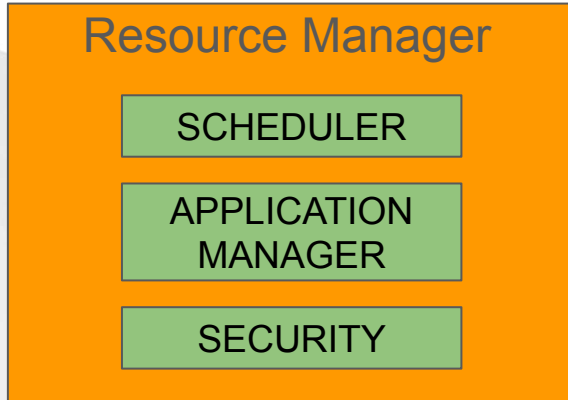 Resource Manager
SCHEDULER
APPLICATION
MANAGER
SECURITY